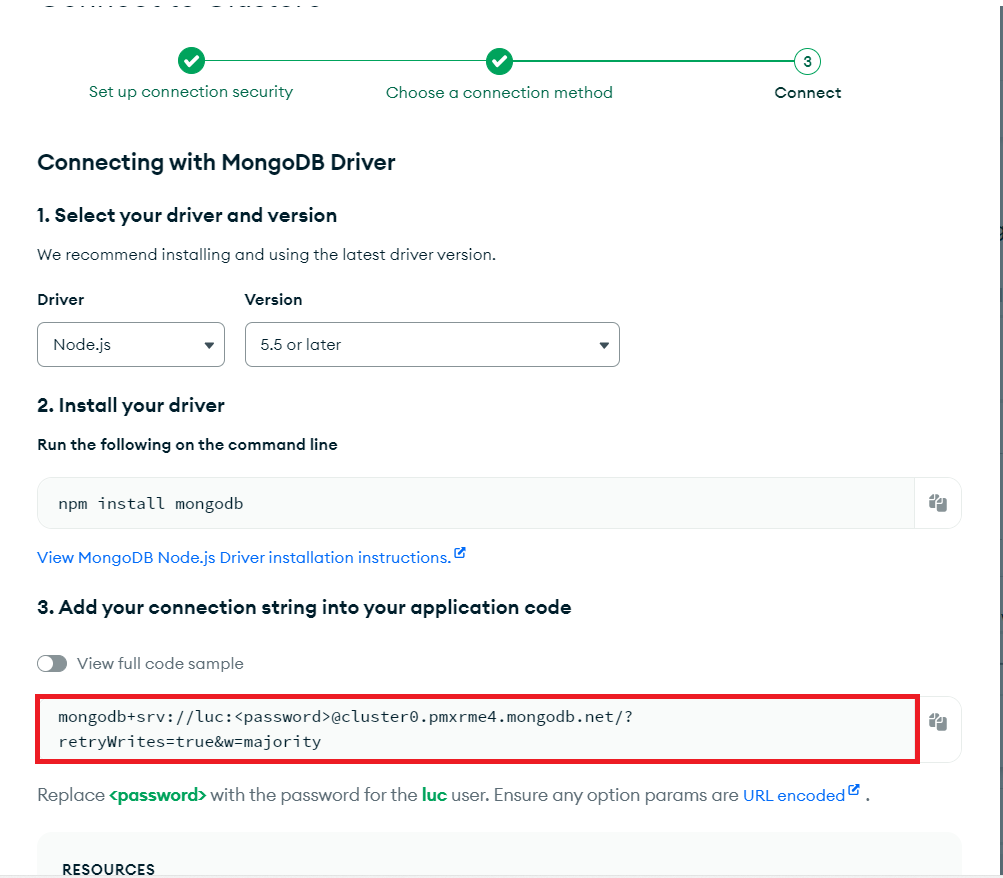 Connect to Cluster0
3
Set up connection security
Choose a connection method
Connect
Connecting with MongoDB Driver
1. Select your driver and version
We recommend installing and using the latest driver version.
Driver
Version
Node.js
5.5 or later
2. Install your driver
Run the following on the command line
npm install mongodb
View MongoDB Node.js Driver installation instructions.
3. Add your connection string into your application code
View full code sample
mongodb+srv://luc:<password>@cluster0.pmxrme4.mongodb.net/?
retryWrites=true&w=majority
Replace <password> with the password for the luc user. Ensure any option params are URL encoded .
RESOURCES